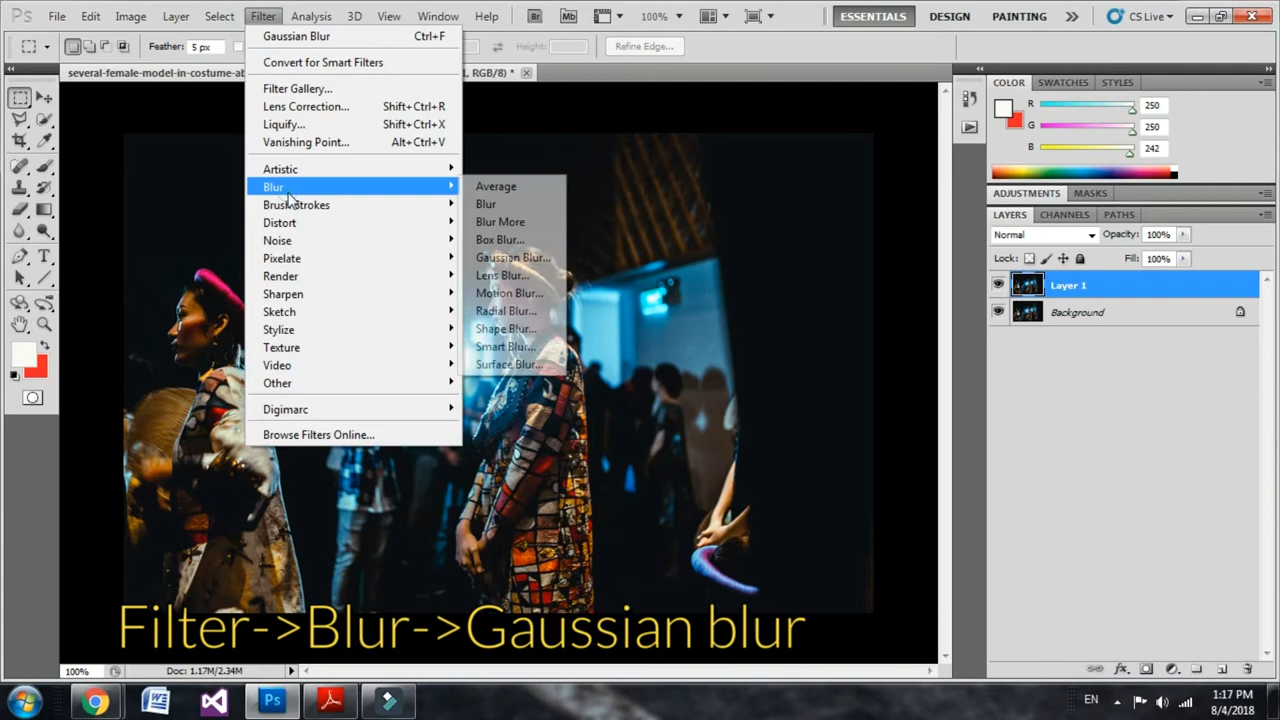 Ps File Edit Image Layer Select Filter Analysis 3D View Window Help Br Mb 100% ESSENTIALS DESIGN PAINTING CS Live
Feather: 5 px Height: Refine Edge...
several-female-model-in-costume-ab 1, RGB/8) *
Gaussian Blur Ctrl+F
Convert for Smart Filters
Filter Gallery...
Lens Correction... Shift+Ctrl+R
Liquify... Shift+Ctrl+X
Vanishing Point... Alt+Ctrl+V
Artistic
Blur
Brush Strokes
Distort
Noise
Pixelate
Render
Sharpen
Sketch
Stylize
Texture
Video
Other
Digimarc
Browse Filters Online...
Average
Blur
Blur More
Box Blur...
Gaussian Blur...
Lens Blur...
Motion Blur...
Radial Blur...
Shape Blur...
Smart Blur...
Surface Blur...
COLOR SWATCHES STYLES
R 250
G 250
B 242
ADJUSTMENTS MASKS
LAYERS CHANNELS PATHS
Normal Opacity: 100%
Lock: Fill: 100%
Layer 1
Background
Filter->Blur->Gaussian blur
100% Doc: 1.17M/2.34M
Ps
EN 1:17 PM
8/4/2018